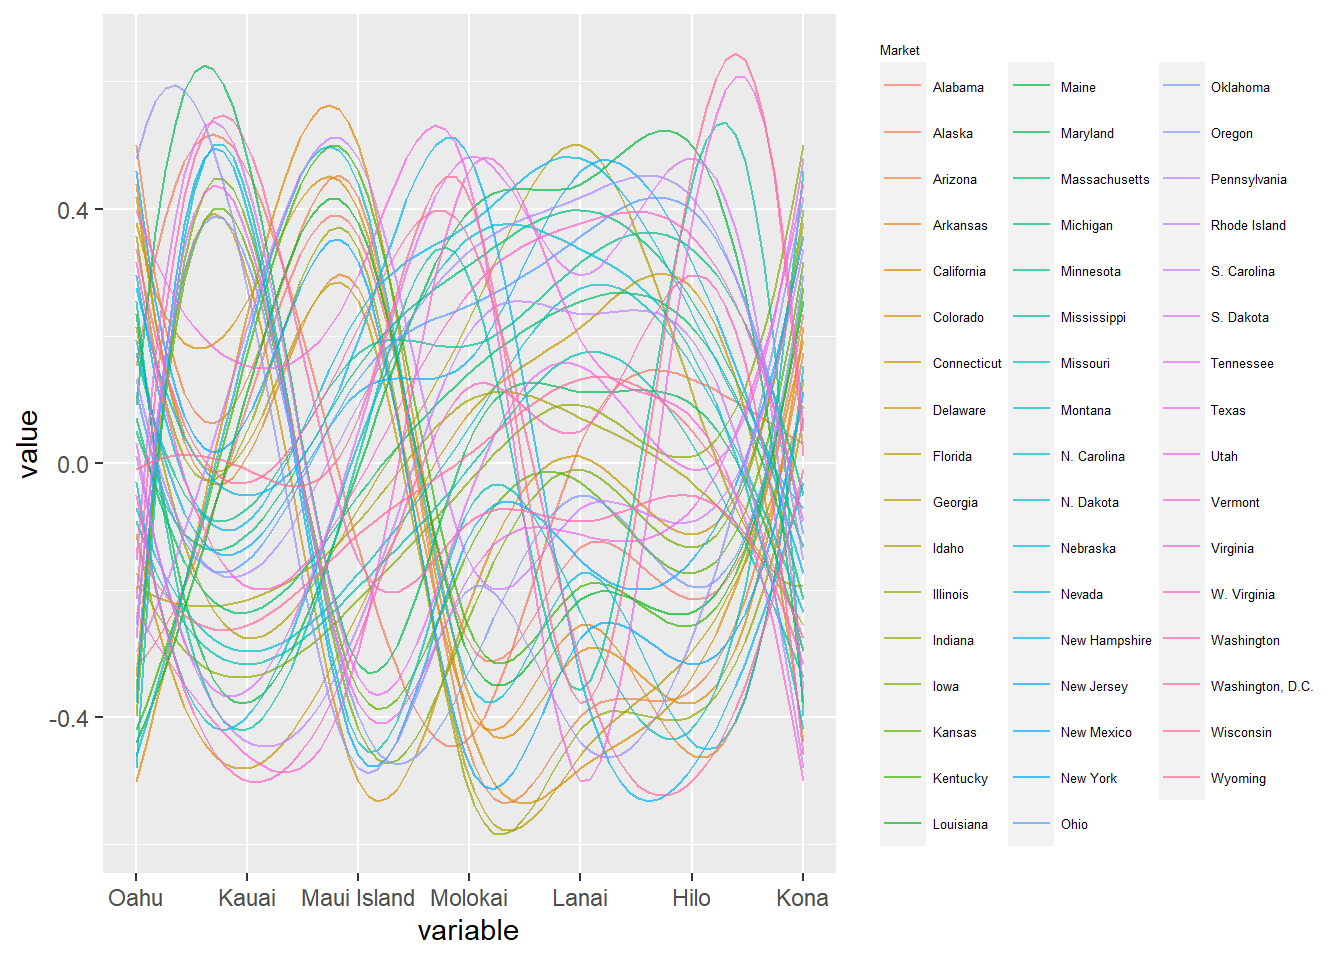 Market
Alabama
Alaska
Arizona
Arkansas
California
Colorado
Connecticut
Delaware
Florida
Georgia
Idaho
Illinois
Indiana
Iowa
Kansas
Kentucky
Louisiana
Maine
Maryland
Massachusetts
Michigan
Minnesota
Mississippi
Missouri
Montana
N. Carolina
N. Dakota
Nebraska
Nevada
New Hampshire
New Jersey
New Mexico
New York
Ohio
Oklahoma
Oregon
Pennsylvania
Rhode Island
S. Carolina
S. Dakota
Tennessee
Texas
Utah
Vermont
Virginia
W. Virginia
Washington
Washington, D.C.
Wisconsin
Wyoming
value
0.4
0.0
-0.4
Oahu Kauai Maui Island Molokai Lanai Hilo Kona
variable